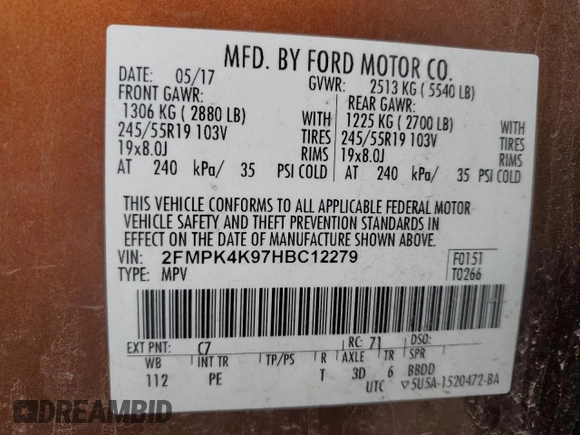 MFD. BY FORD MOTOR CO.
DATE: 05/17 GVWR: 2513 KG ( 5540 LB)
FRONT GAWR: REAR GAWR:
1306 KG ( 2880 LB) WITH 1225 KG ( 2700 LB) WITH
245/55R19 103V TIRES 245/55R19 103V TIRES
19x8.0J RIMS 19x8.0J RIMS
AT 240 kPa/ 35 PSI COLD AT 240 kPa/ 35 PSI COLD
THIS VEHICLE CONFORMS TO ALL APPLICABLE FEDERAL MOTOR
VEHICLE SAFETY AND THEFT PREVENTION STANDARDS IN
EFFECT ON THE DATE OF MANUFACTURE SHOWN ABOVE.
VIN: 2FMPK4K97HBC12279 F0151
TYPE: MPV T0266
EXT PNT: C7 RC: 71 DSO:
WB INT TR TP/PS R AXLE TR SPR
112 PE T 3D 6 BBDD
UTC ▽5U5A-1520472-BA
DREAMBID